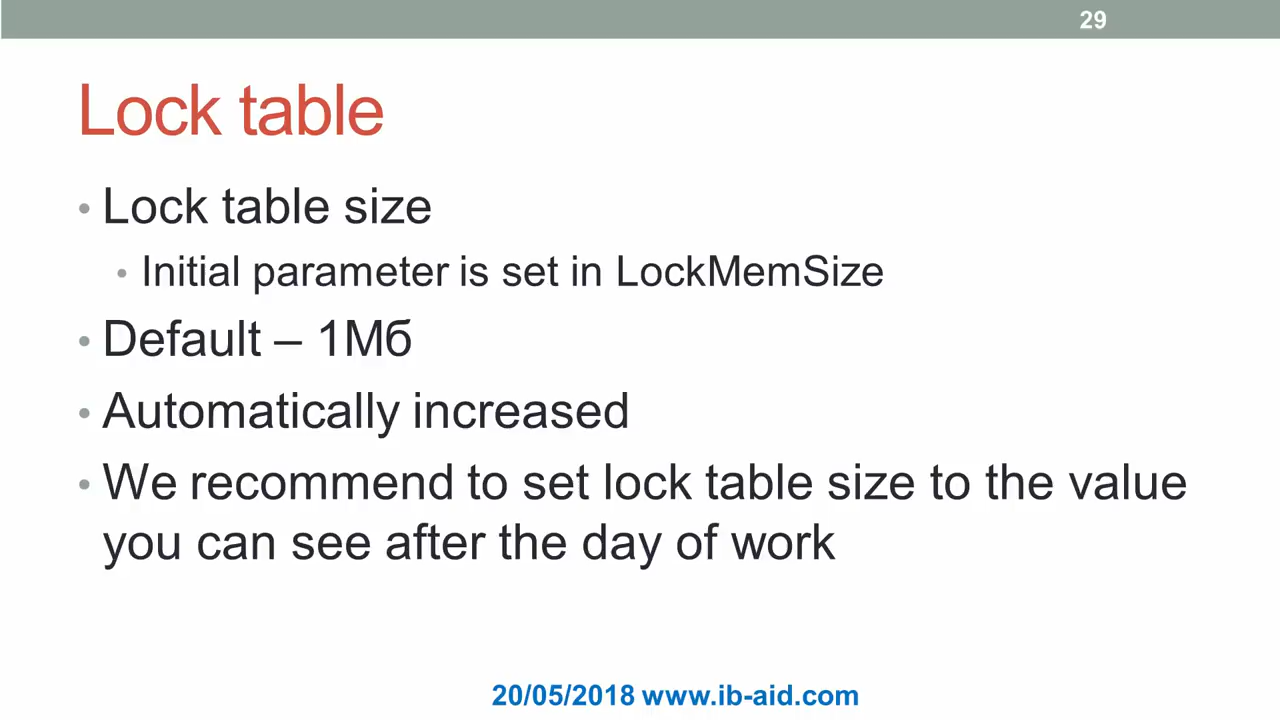 29
Lock table
• Lock table size
• Initial parameter is set in LockMemSize
• Default – 1Мб
• Automatically increased
• We recommend to set lock table size to the value
you can see after the day of work
20/05/2018 www.ib-aid.com